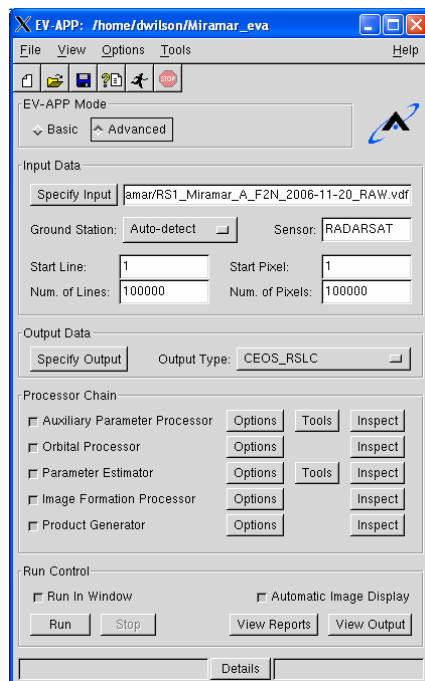 EV-APP: /home/dwilson/Miramar_eva
File View Options Tools Help
STOP
EV-APP Mode
Basic Advanced
Input Data
Specify Input amar/RS1_Miramar_A_F2N_2006-11-20_RAW.vdf
Ground Station: Auto-detect Sensor: RADARSAT
Start Line: 1 Start Pixel: 1
Num. of Lines: 100000 Num. of Pixels: 100000
Output Data
Specify Output Output Type: CEOS_RSLC
Processor Chain
Auxiliary Parameter Processor Options Tools Inspect
Orbital Processor Options Inspect
Parameter Estimator Options Tools Inspect
Image Formation Processor Options Inspect
Product Generator Options Inspect
Run Control
Run In Window Automatic Image Display
Run Stop View Reports View Output
Details